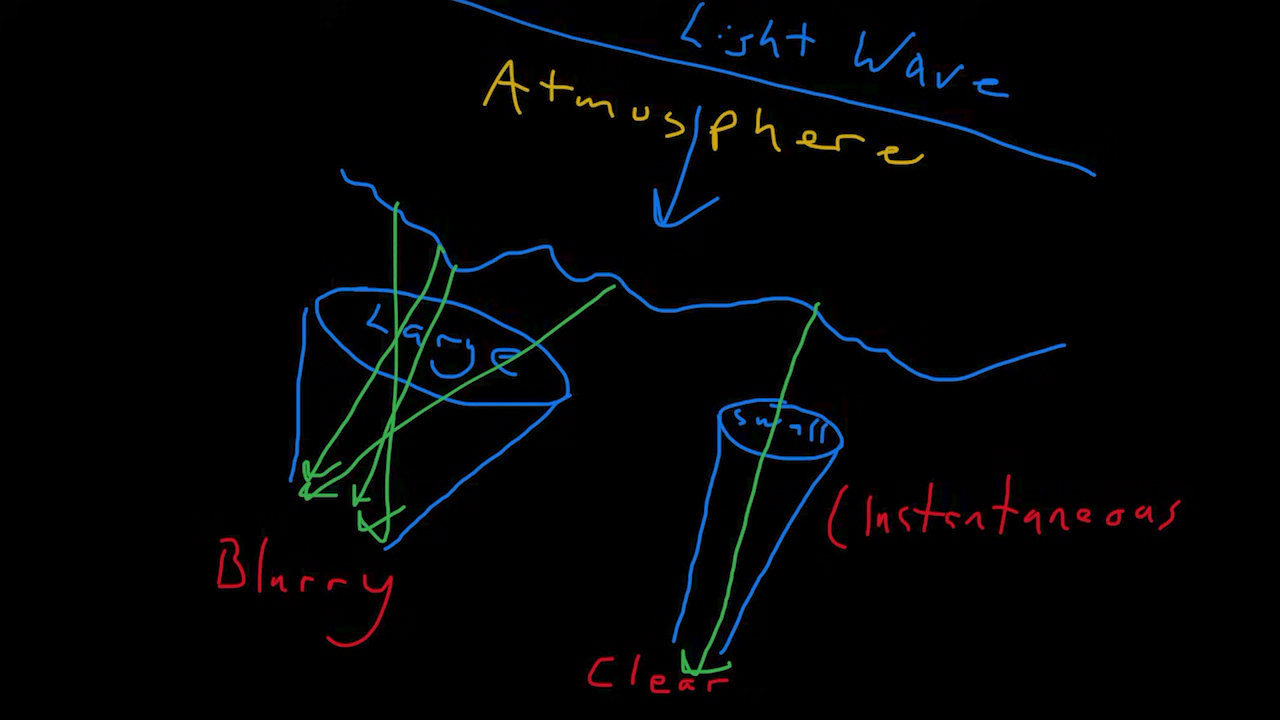 Light Wave
Atmosphere
Large
small
(Instantaneous
Blurry
Clear